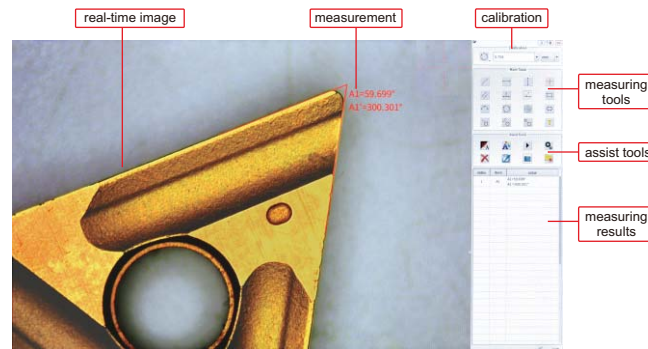 real-time image
measurement
calibration
A1=59.699°
A1'=300.301°
measuring
tools
assist tools
measuring
results